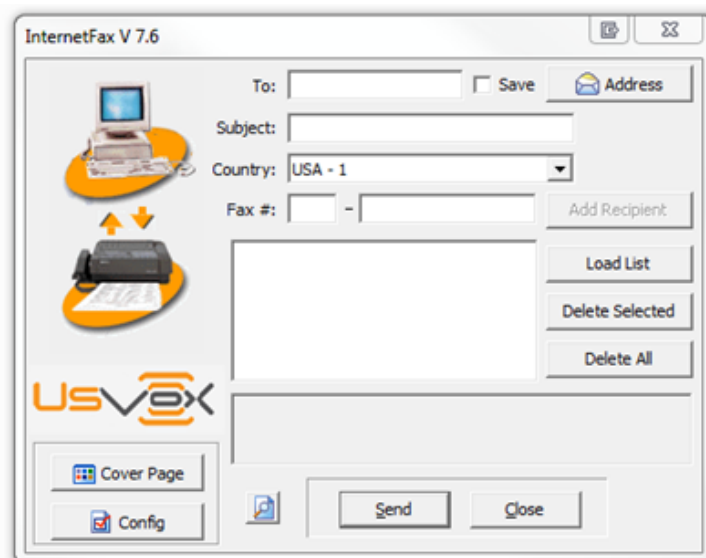 InternetFax V 7.6
To:
Save
Address
Subject:
Country:
USA - 1
Fax #:
-
Add Recipient
Load List
Delete Selected
Delete All
USVOX
Cover Page
Config
Send
Close